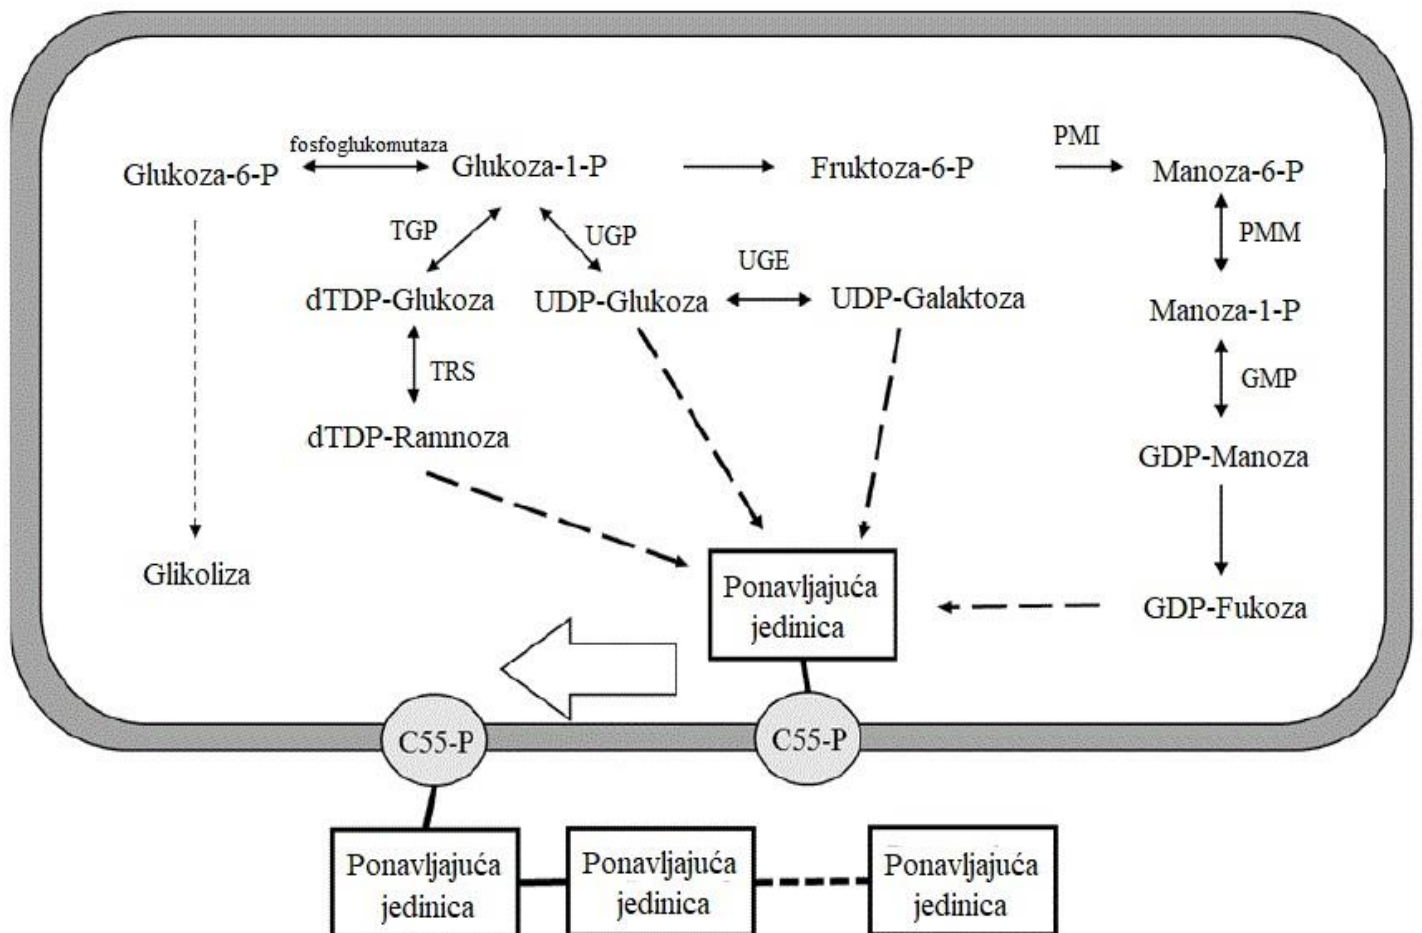 fosfoglukomutaza
PMI
Glukoza-6-P
Glukoza-1-P
Fruktoza-6-P
Manoza-6-P
TGP
UGP
PMM
UGE
dTDP-Glukoza
UDP-Glukoza
UDP-Galaktoza
Manoza-1-P
TRS
GMP
dTDP-Ramnoza
GDP-Manoza
Glikoliza
Ponavljajuća
jedinica
GDP-Fukoza
C55-P
C55-P
Ponavljajuća
jedinica
Ponavljajuća
jedinica
Ponavljajuća
jedinica